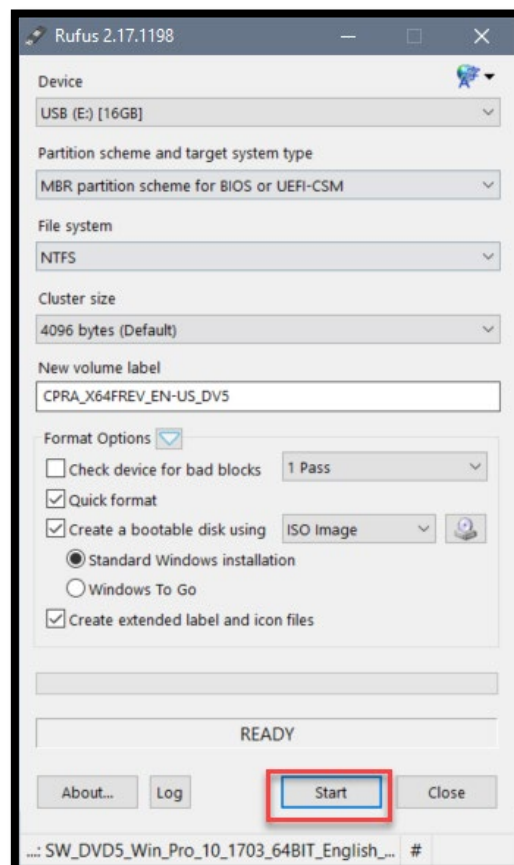 Rufus 2.17.1198
Device
USB (E:) [16GB]
Partition scheme and target system type
MBR partition scheme for BIOS or UEFI-CSM
File system
NTFS
Cluster size
4096 bytes (Default)
New volume label
CPRA_X64FREV_EN-US_DV5
Format Options
Check device for bad blocks 1 Pass
Quick format
Create a bootable disk using ISO Image
Standard Windows installation
Windows To Go
Create extended label and icon files
READY
About... Log Start Close
...: SW_DVD5_Win_Pro_10_1703_64BIT_English_... #